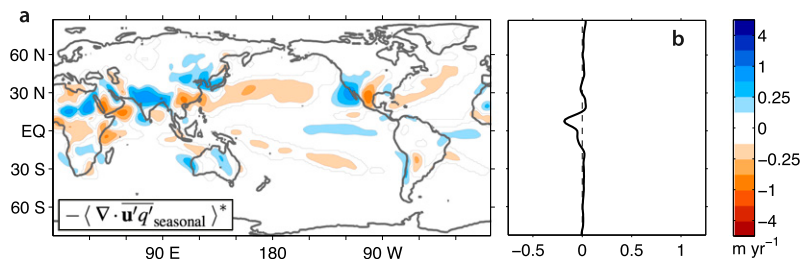 a
b
60 N
30 N
EQ
30 S
60 S
− ⟨ ∇ · u′q′ seasonal ⟩*
90 E 180 90 W
−0.5 0 0.5 1
4
1
0.25
0
−0.25
−1
−4
m yr−1